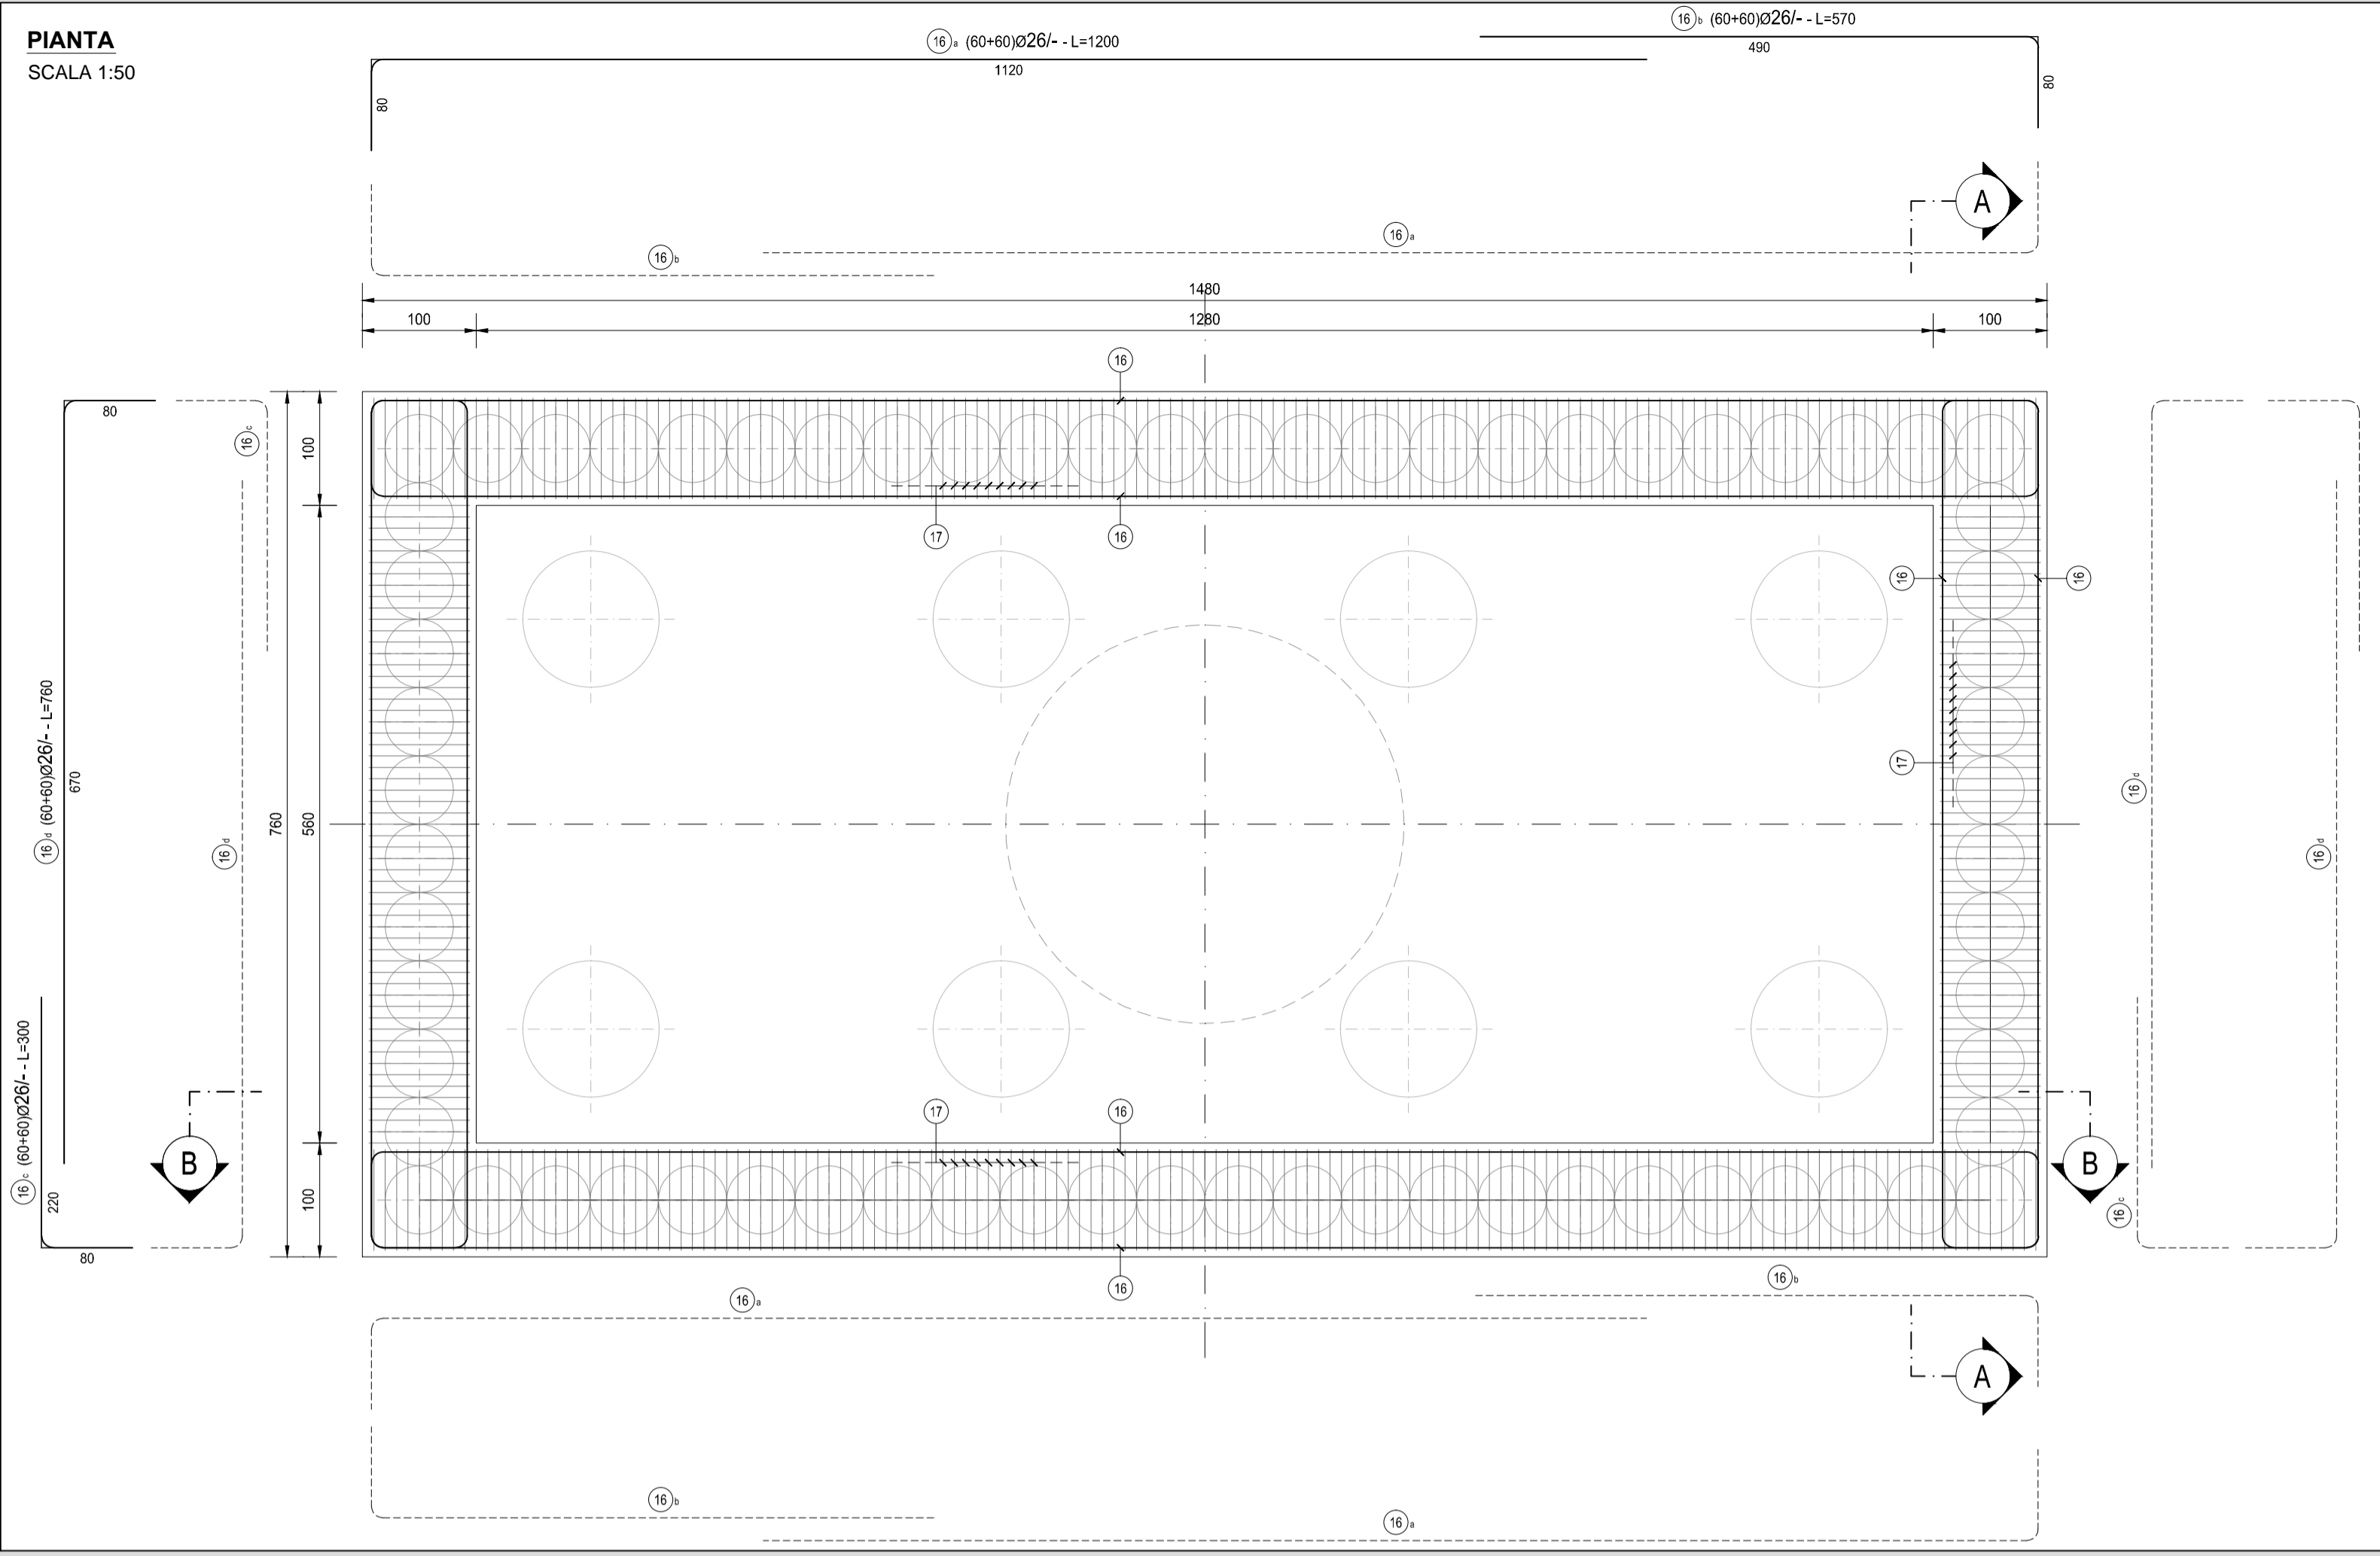 PIANTA
SCALA 1:50
16 a (60+60)Ø26/- - L=1200
1120
80
16 b (60+60)Ø26/- - L=570
490
80
A
16 a
16 b
1480
100
1280
100
16
80
16 c
100
17
16
16
16
17
16 d (60+60)Ø26/- - L=760
670
16 d
760
560
16 d
16 d
16 c (60+60)Ø26/- - L=300
220
80
B
17
16
B
16 c
100
16
16 b
16 a
A
16 b
16 a